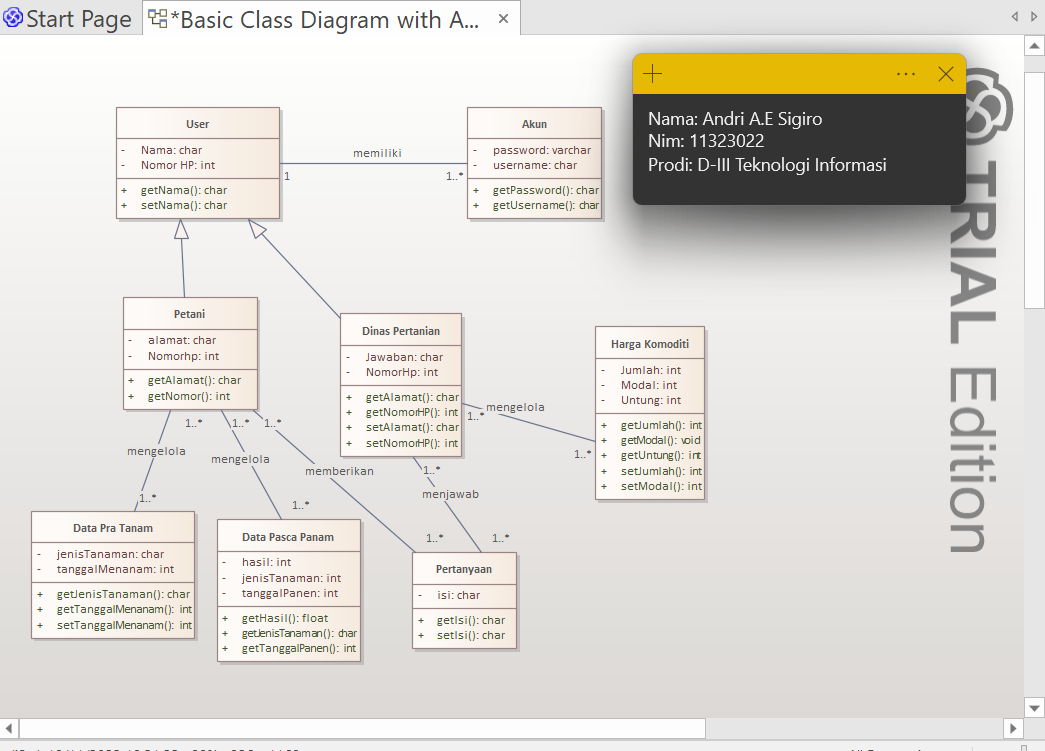 Start Page
*Basic Class Diagram with A...
Nama: Andri A.E Sigiro
Nim: 11323022
Prodi: D-III Teknologi Informasi
TRIAL Edition
User
- Nama: char
- Nomor HP: int
+ getNama(): char
+ setNama(): char
memiliki
1
1..*
Akun
- password: varchar
- username: char
+ getPassword(): char
+ getUsername(): char
Petani
- alamat: char
- Nomorhp: int
+ getAlamat(): char
+ getNomor(): int
Dinas Pertanian
- Jawaban: char
- NomorHp: int
+ getAlamat(): char
+ getNomorHP(): int
+ setAlamat(): char
+ setNomorHP(): int
Harga Komoditi
- Jumlah: int
- Modal: int
- Untung: int
+ getJumlah(): int
+ getModal(): void
+ getUntung(): int
+ setJumlah(): int
+ setModal(): int
mengelola
1..*
1..*
1..*
mengelola
1..*
1..*
mengelola
1..*
1..*
memberikan
1..*
1..*
menjawab
1..*
Data Pra Tanam
- jenisTanaman: char
- tanggalMenanam: int
+ getJenisTanaman(): char
+ getTanggalMenanam(): int
+ setTanggalMenanam(): int
Data Pasca Panam
- hasil: int
- jenisTanaman: int
- tanggalPanen: int
+ getHasil(): float
+ getJenisTanaman(): char
+ getTanggalPanen(): int
Pertanyaan
- isi: char
+ getIsi(): char
+ setIsi(): char